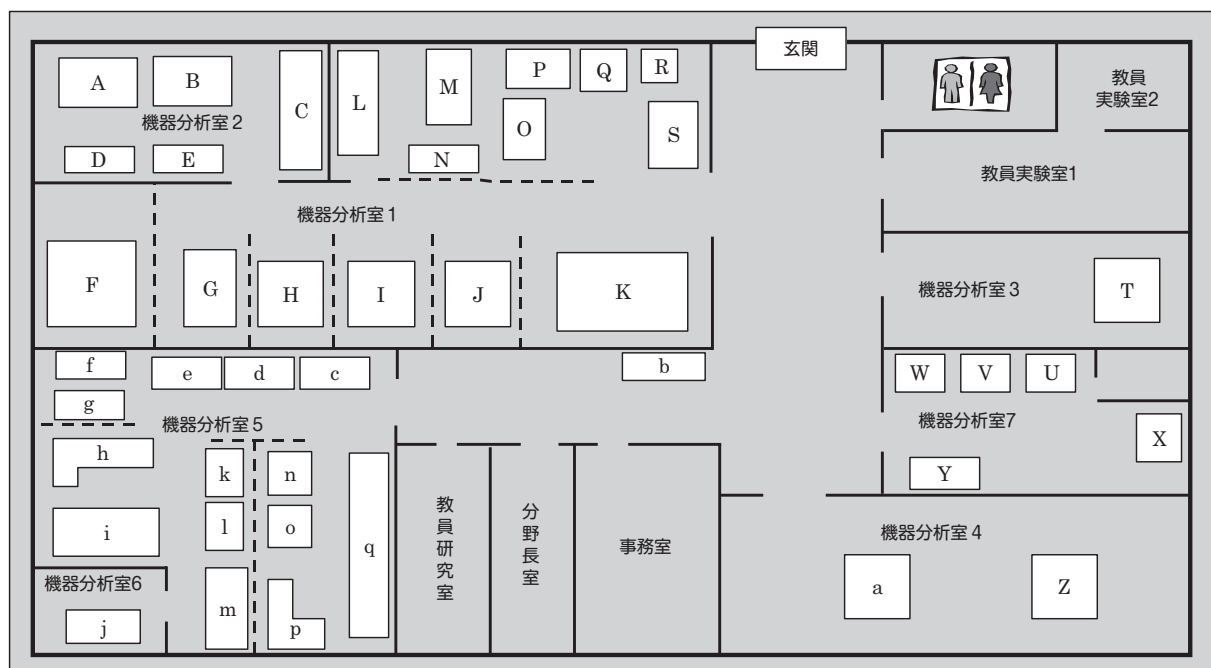 玄関
A
B
C
L
M
P
Q
R
教員
実験室2
機器分析室 2
O
S
D
E
N
教員実験室1
機器分析室 1
F
G
H
I
J
K
機器分析室 3
T
f
e
d
c
b
W
V
U
g
機器分析室 5
機器分析室7
X
h
k
n
Y
i
l
o
q
教員研究室
分野長室
事務室
機器分析室 4
機器分析室6
j
m
p
a
Z